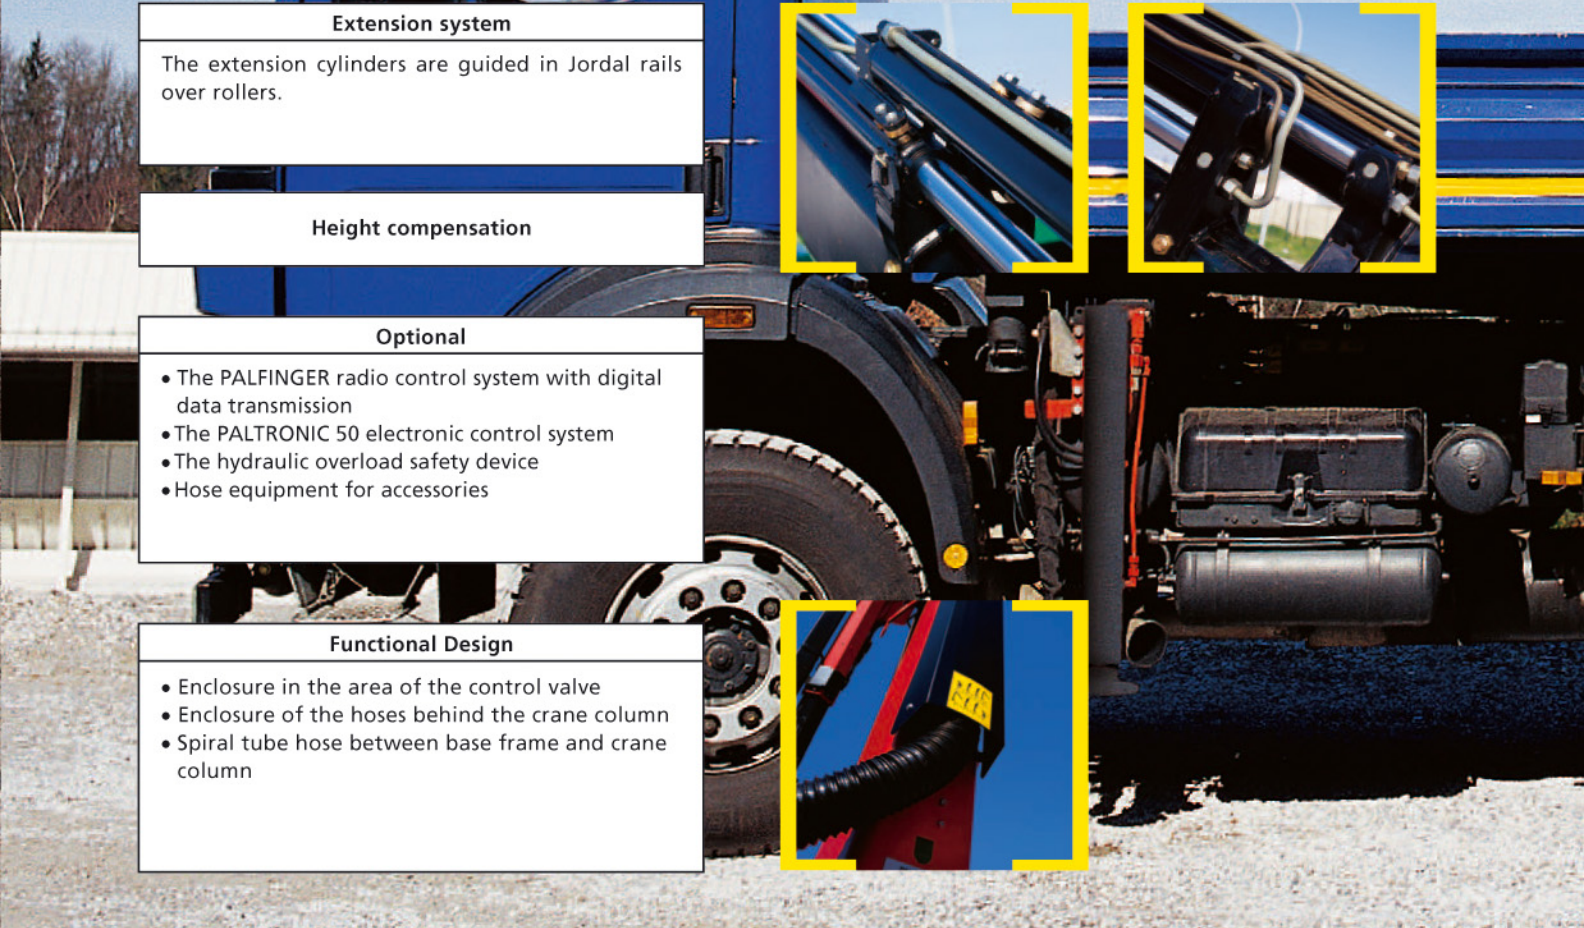 Extension system
The extension cylinders are guided in Jordal rails
over rollers.
Height compensation
Optional
• The PALFINGER radio control system with digital
data transmission
• The PALTRONIC 50 electronic control system
• The hydraulic overload safety device
• Hose equipment for accessories
Functional Design
• Enclosure in the area of the control valve
• Enclosure of the hoses behind the crane column
• Spiral tube hose between base frame and crane
column